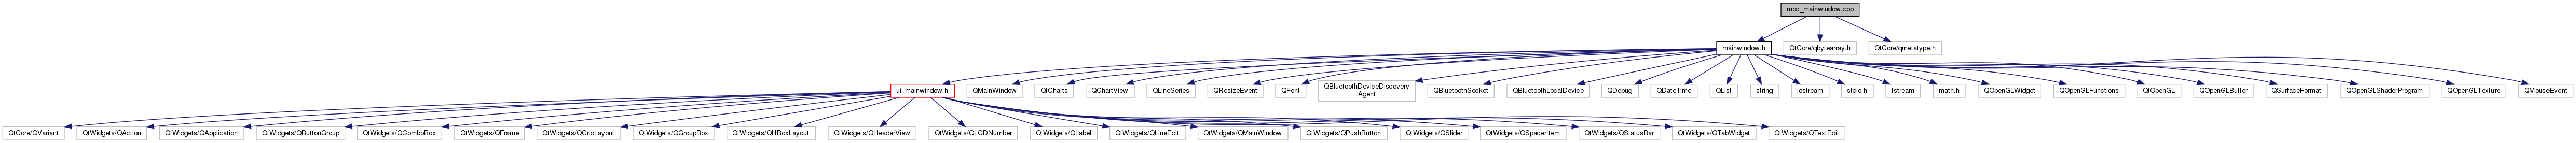 moc_mainwindow.cpp
mainwindow.h
QtCore/qbytearray.h
QtCore/qmetatype.h
ui_mainwindow.h
QMainWindow
QtCharts
QChartView
QLineSeries
QResizeEvent
QFont
QBluetoothDeviceDiscovery
Agent
QBluetoothSocket
QBluetoothLocalDevice
QDebug
QDateTime
QList
string
iostream
stdio.h
fstream
math.h
QOpenGLWidget
QOpenGLFunctions
QtOpenGL
QOpenGLBuffer
QSurfaceFormat
QOpenGLShaderProgram
QOpenGLTexture
QMouseEvent
QtCore/QVariant
QtWidgets/QAction
QtWidgets/QApplication
QtWidgets/QButtonGroup
QtWidgets/QComboBox
QtWidgets/QFrame
QtWidgets/QGridLayout
QtWidgets/QGroupBox
QtWidgets/QHBoxLayout
QtWidgets/QHeaderView
QtWidgets/QLCDNumber
QtWidgets/QLabel
QtWidgets/QLineEdit
QtWidgets/QMainWindow
QtWidgets/QPushButton
QtWidgets/QSlider
QtWidgets/QSpacerItem
QtWidgets/QStatusBar
QtWidgets/QTabWidget
QtWidgets/QTextEdit